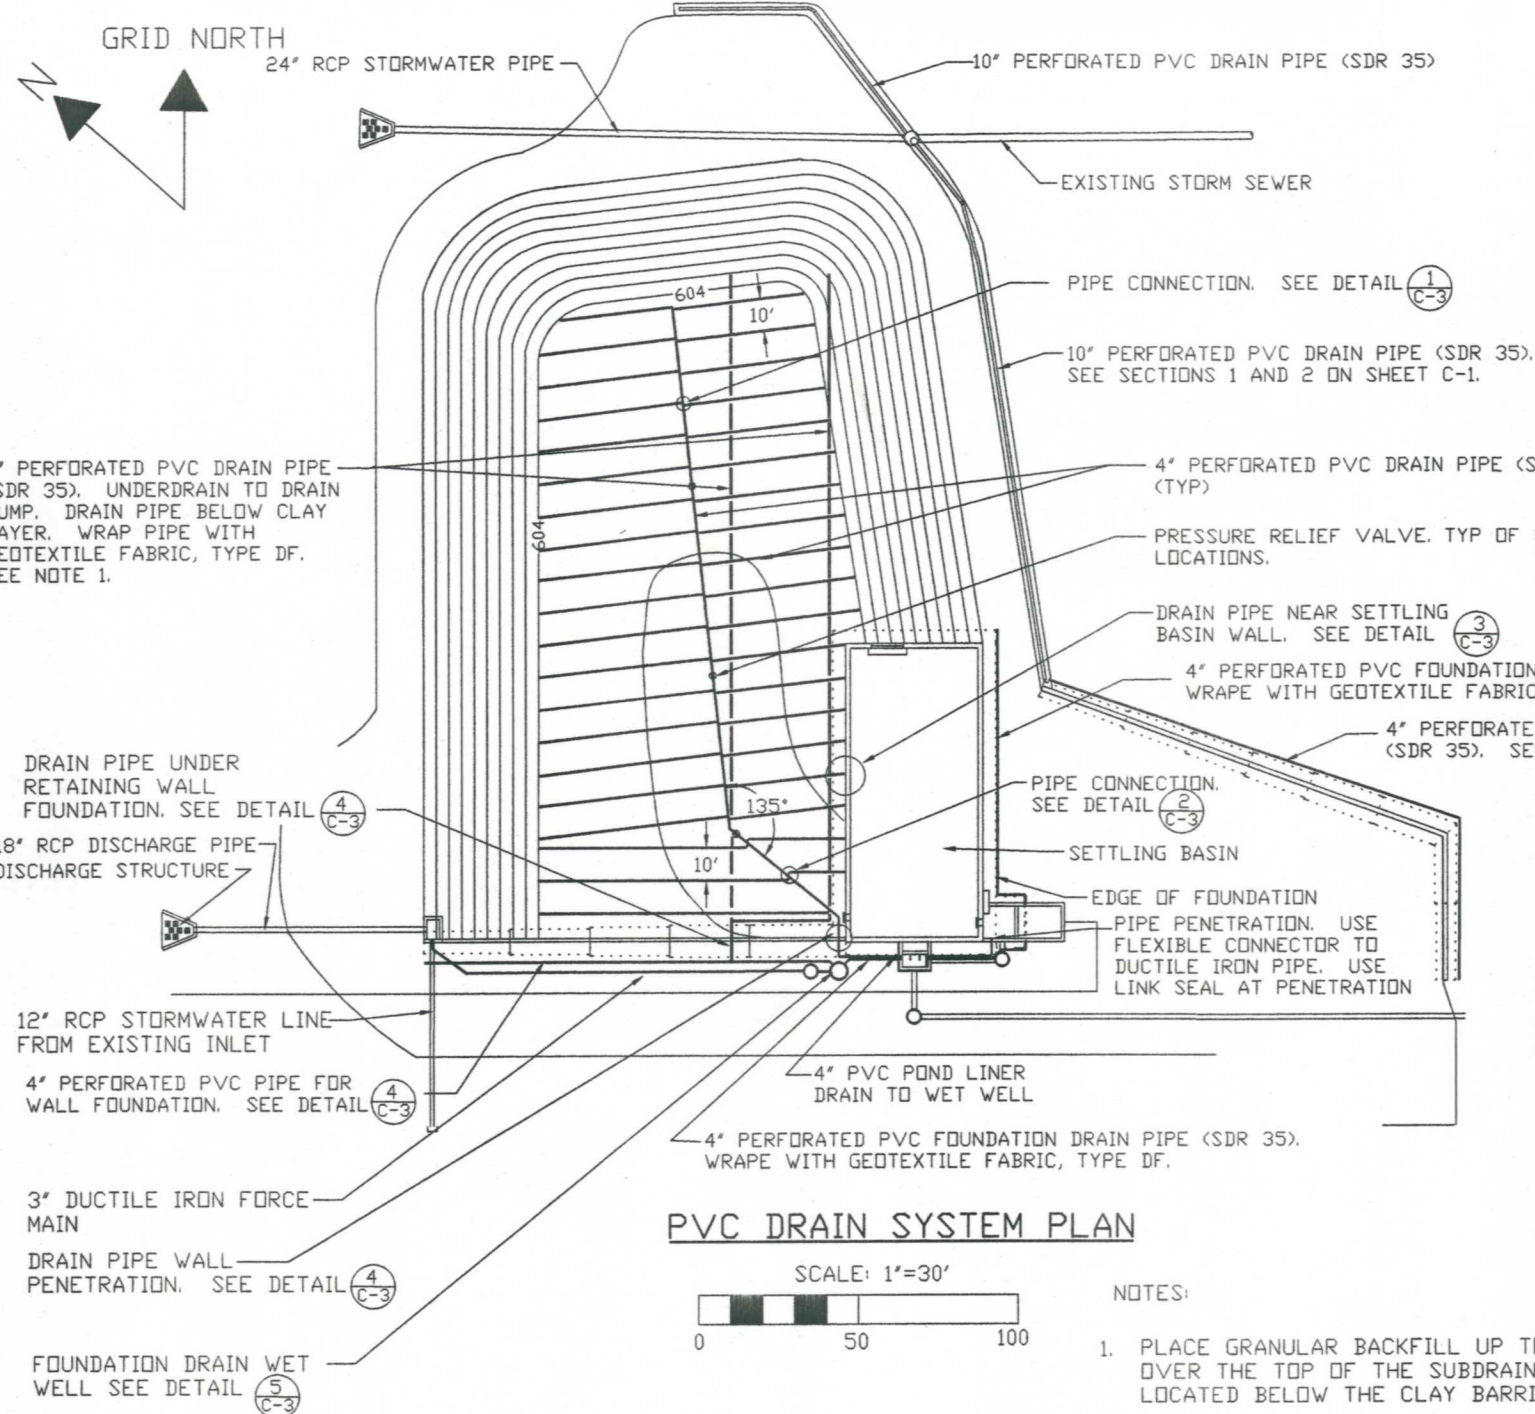 GRID NORTH
N
24" RCP STORMWATER PIPE
10" PERFORATED PVC DRAIN PIPE (SDR 35)
EXISTING STORM SEWER
PIPE CONNECTION. SEE DETAIL 1
C-3
604
10'
10" PERFORATED PVC DRAIN PIPE (SDR 35).
SEE SECTIONS 1 AND 2 ON SHEET C-1.
" PERFORATED PVC DRAIN PIPE
SDR 35). UNDERDRAIN TO DRAIN
UMP. DRAIN PIPE BELOW CLAY
AYER. WRAP PIPE WITH
EOTEXTILE FABRIC, TYPE DF.
EE NOTE 1.
4" PERFORATED PVC DRAIN PIPE (S
(TYP)
604
PRESSURE RELIEF VALVE. TYP OF
LOCATIONS.
DRAIN PIPE NEAR SETTLING
BASIN WALL. SEE DETAIL 3
C-3
4" PERFORATED PVC FOUNDATION
WRAPE WITH GEOTEXTILE FABRIC
4" PERFORATE
(SDR 35). SE
DRAIN PIPE UNDER
RETAINING WALL
FOUNDATION. SEE DETAIL 4
C-3
135°
PIPE CONNECTION.
SEE DETAIL 2
C-3
18" RCP DISCHARGE PIPE
DISCHARGE STRUCTURE
10'
SETTLING BASIN
EDGE OF FOUNDATION
PIPE PENETRATION. USE
FLEXIBLE CONNECTOR TO
DUCTILE IRON PIPE. USE
LINK SEAL AT PENETRATION
12" RCP STORMWATER LINE
FROM EXISTING INLET
4" PERFORATED PVC PIPE FOR
WALL FOUNDATION. SEE DETAIL 4
C-3
4" PVC POND LINER
DRAIN TO WET WELL
4" PERFORATED PVC FOUNDATION DRAIN PIPE (SDR 35).
WRAPE WITH GEOTEXTILE FABRIC, TYPE DF.
3" DUCTILE IRON FORCE
MAIN
DRAIN PIPE WALL
PENETRATION. SEE DETAIL 4
C-3
FOUNDATION DRAIN WET
WELL SEE DETAIL 5
C-3
PVC DRAIN SYSTEM PLAN
SCALE: 1"=30'
0 50 100
NOTES:
1. PLACE GRANULAR BACKFILL UP T
OVER THE TOP OF THE SUBDRAIN
LOCATED BELOW THE CLAY BARRI